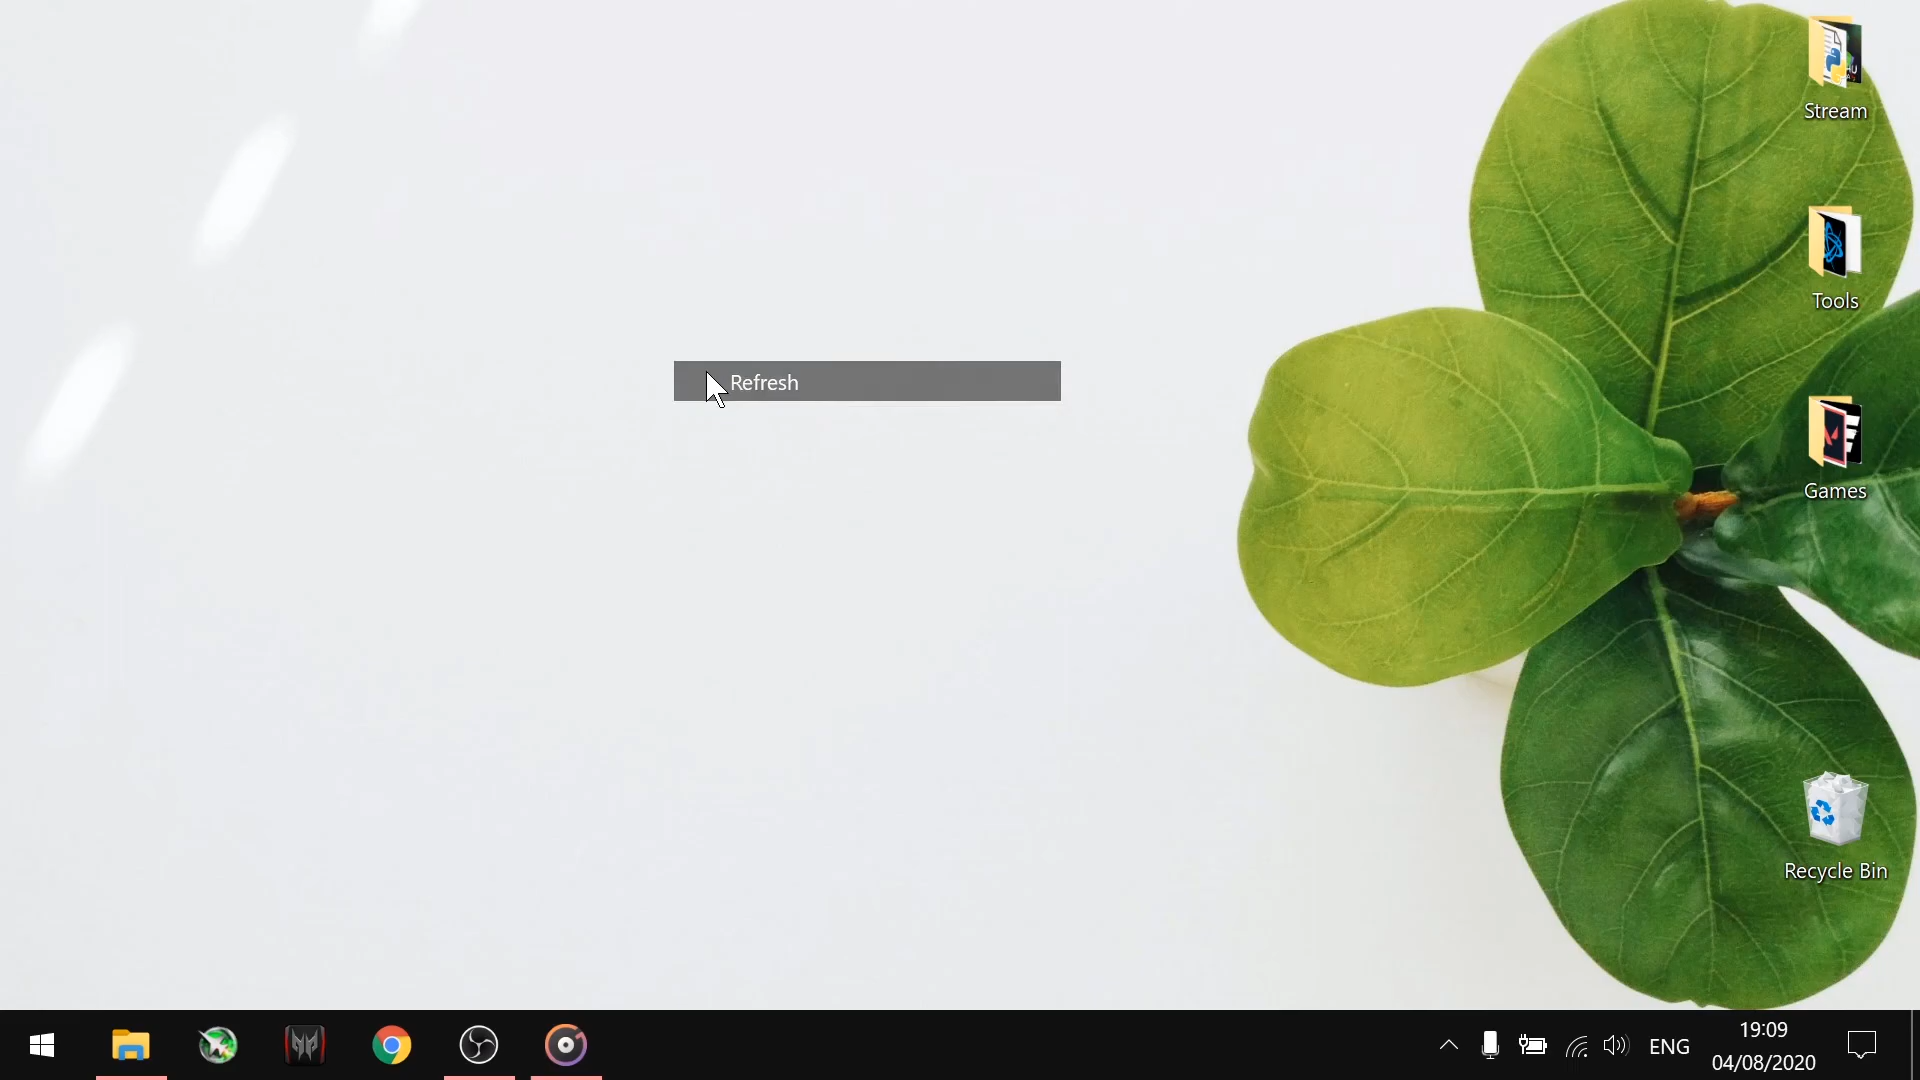 Stream
Tools
Refresh
Games
Recycle Bin
ENG
19:09
04/08/2020